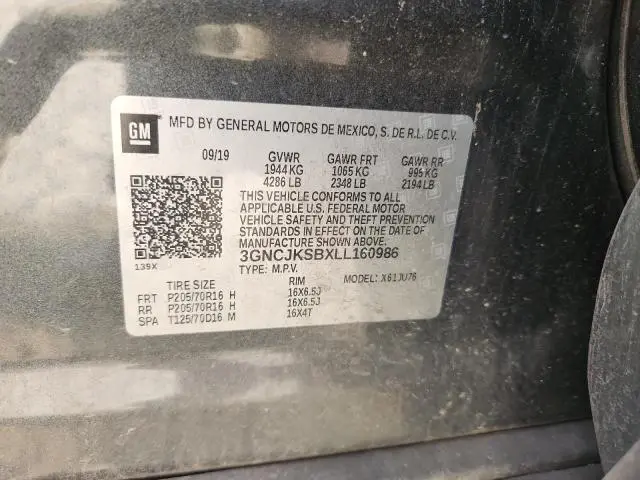 GM
MFD BY GENERAL MOTORS DE MEXICO, S. DE R.L. DE C.V.
09/19 GVWR GAWR FRT GAWR RR
1944 KG 1065 KG 995 KG
4286 LB 2348 LB 2194 LB
THIS VEHICLE CONFORMS TO ALL
APPLICABLE U.S. FEDERAL MOTOR
VEHICLE SAFETY AND THEFT PREVENTION
STANDARDS IN EFFECT ON THE DATE OF
MANUFACTURE SHOWN ABOVE.
3GNCJKSBXLL160986
139X TYPE: M.P.V.
TIRE SIZE RIM MODEL: X61JU76
FRT P205/70R16 H 16X6.5J
RR P205/70R16 H 16X6.5J
SPA T125/70D16 M 16X4T